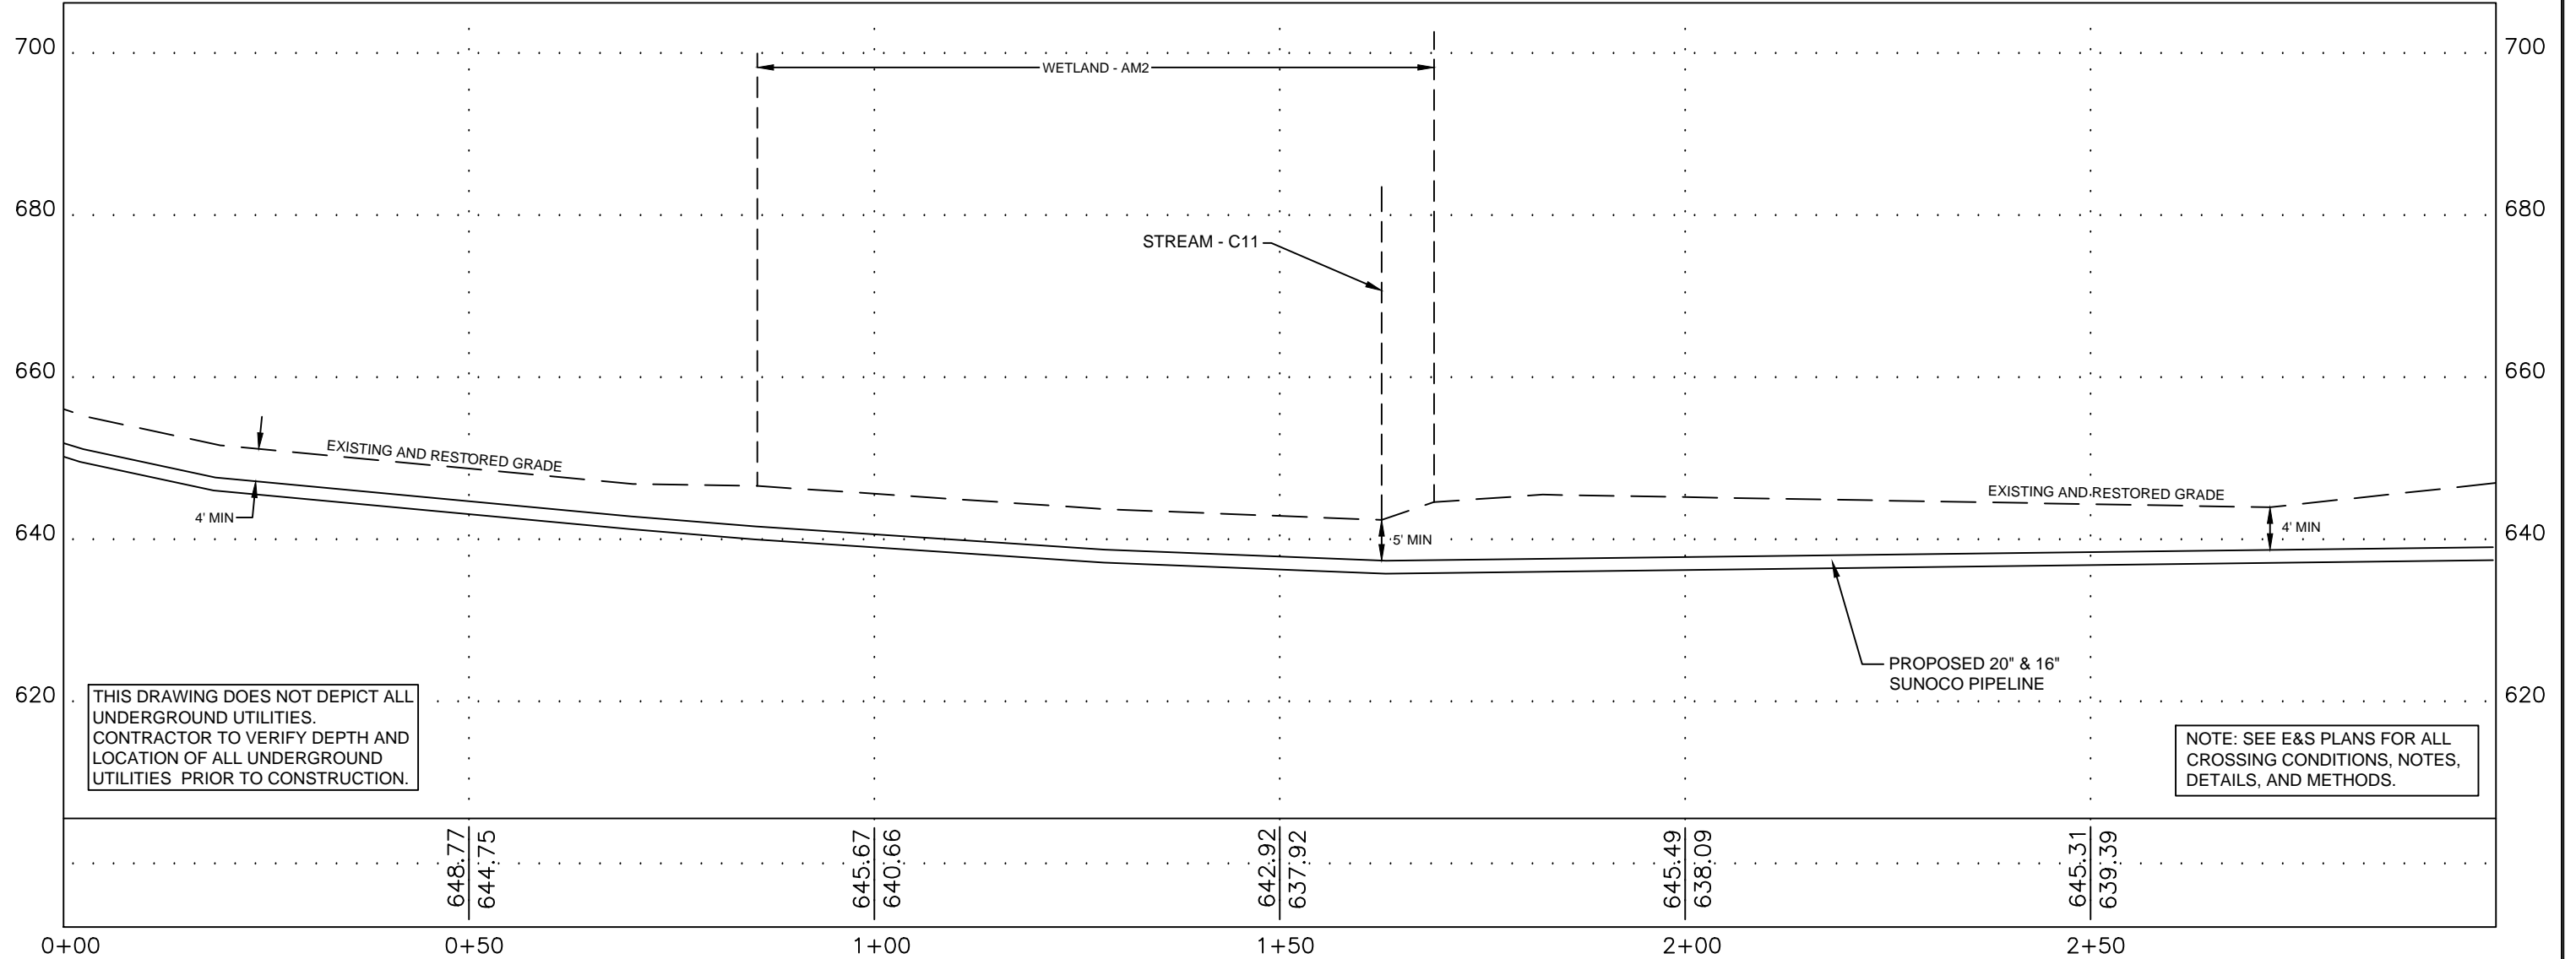 700
700
WETLAND - AM2
680
680
STREAM - C11
660
660
EXISTING AND RESTORED GRADE
EXISTING AND RESTORED GRADE
4' MIN
4' MIN
640
5' MIN
640
PROPOSED 20" & 16"
SUNOCO PIPELINE
620
620
THIS DRAWING DOES NOT DEPICT ALL
UNDERGROUND UTILITIES.
CONTRACTOR TO VERIFY DEPTH AND
LOCATION OF ALL UNDERGROUND
UTILITIES PRIOR TO CONSTRUCTION.
NOTE: SEE E&S PLANS FOR ALL
CROSSING CONDITIONS, NOTES,
DETAILS, AND METHODS.
648.77
644.75
645.67
640.66
642.92
637.92
645.49
638.09
645.31
639.39
0+00
0+50
1+00
1+50
2+00
2+50